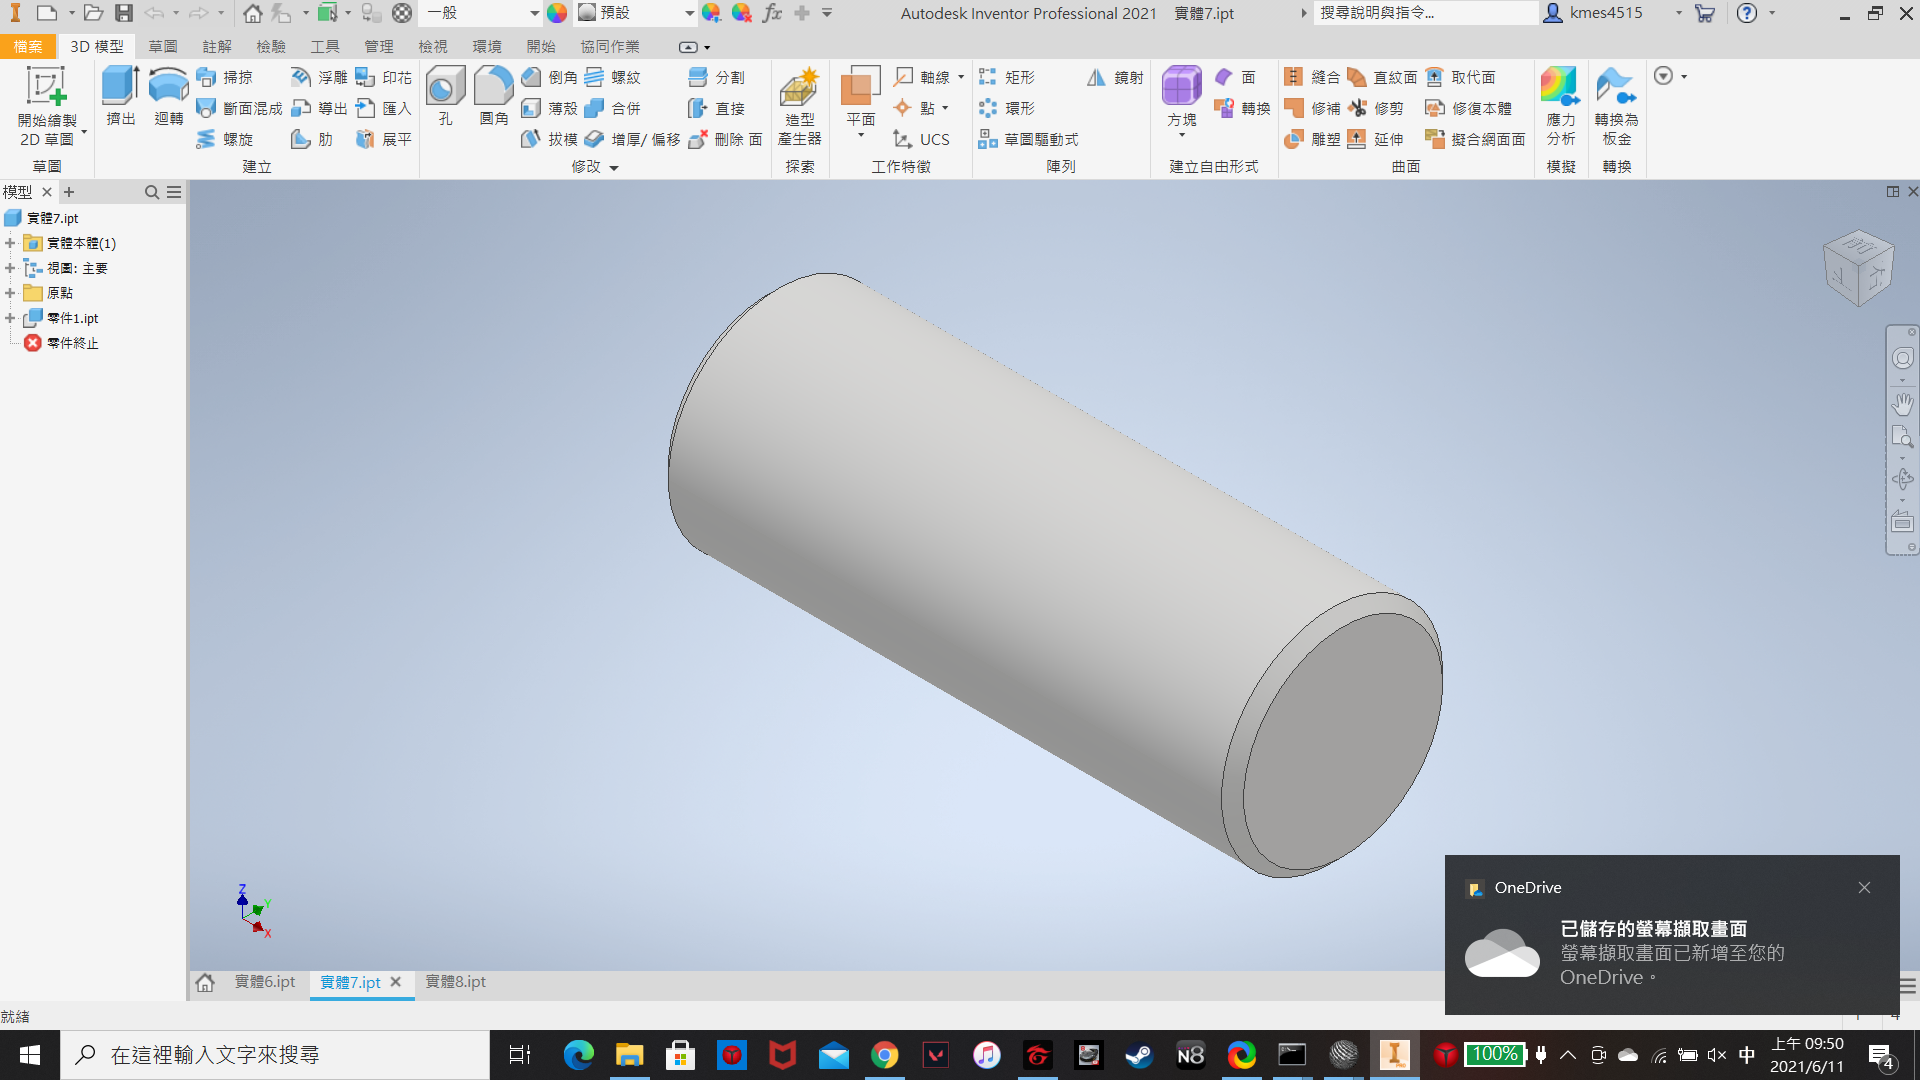 一般
預設
Autodesk Inventor Professional 2021 實體7.ipt
搜尋說明與指令...
kmes4515
檔案 3D 模型 草圖 註解 檢驗 工具 管理 檢視 環境 開始 協同作業
開始繪製
2D 草圖
擠出 迴轉
掃掠 浮雕 印花
斷面混成 導出 匯入
螺旋 肋 展平
孔 圓角
倒角 螺紋 分割
薄殼 合併 直接
拔模 增厚/ 偏移 刪除 面
造型
產生器
平面
軸線
點
UCS
矩形 鏡射
環形
草圖驅動式
方塊
面
轉換
縫合 直紋面 取代面
修補 修剪 修復本體
雕塑 延伸 擬合網面面
應力
分析
轉換為
板金
草圖 建立 修改 探索 工作特徵 陣列 建立自由形式 曲面 模擬 轉換
模型
實體7.ipt
實體本體(1)
視圖: 主要
原點
零件1.ipt
零件終止
Z
Y
X
OneDrive
已儲存的螢幕擷取畫面
螢幕擷取畫面已新增至您的
OneDrive。
實體6.ipt 實體7.ipt 實體8.ipt
就緒
在這裡輸入文字來搜尋
N8
100%
中
上午 09:50
2021/6/11
4